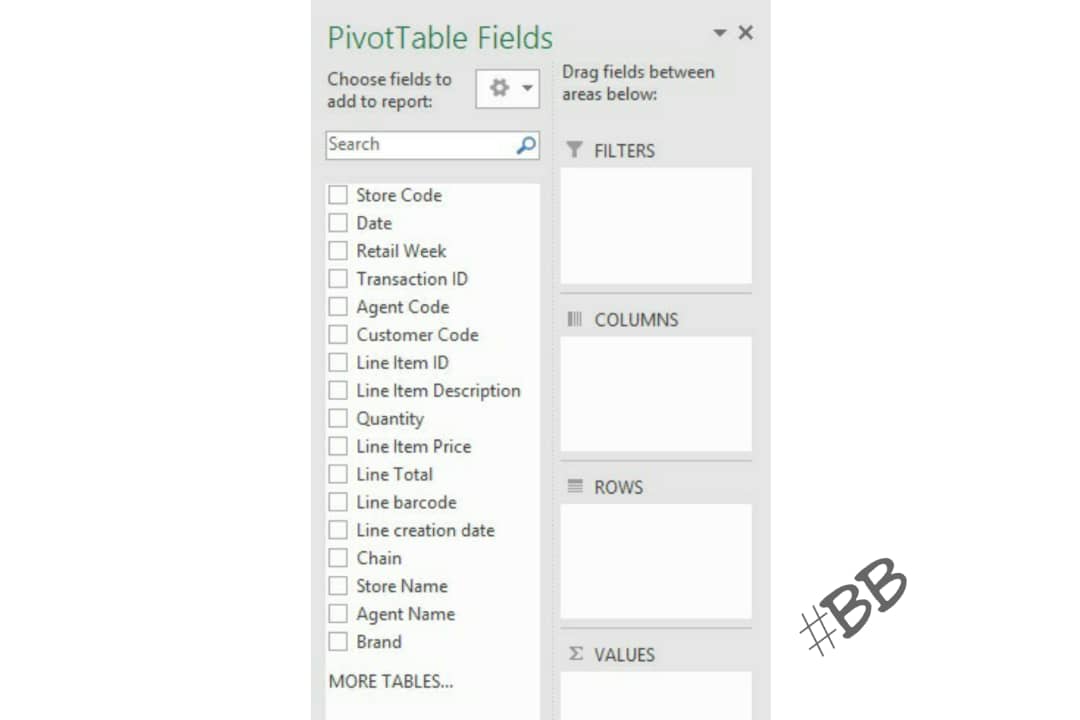 PivotTable Fields
Choose fields to
add to report:
Search
Store Code
Date
Retail Week
Transaction ID
Agent Code
Customer Code
Line Item ID
Line Item Description
Quantity
Line Item Price
Line Total
Line barcode
Line creation date
Chain
Store Name
Agent Name
Brand
MORE TABLES...
Drag fields between
areas below:
FILTERS
COLUMNS
ROWS
Σ VALUES
#BB